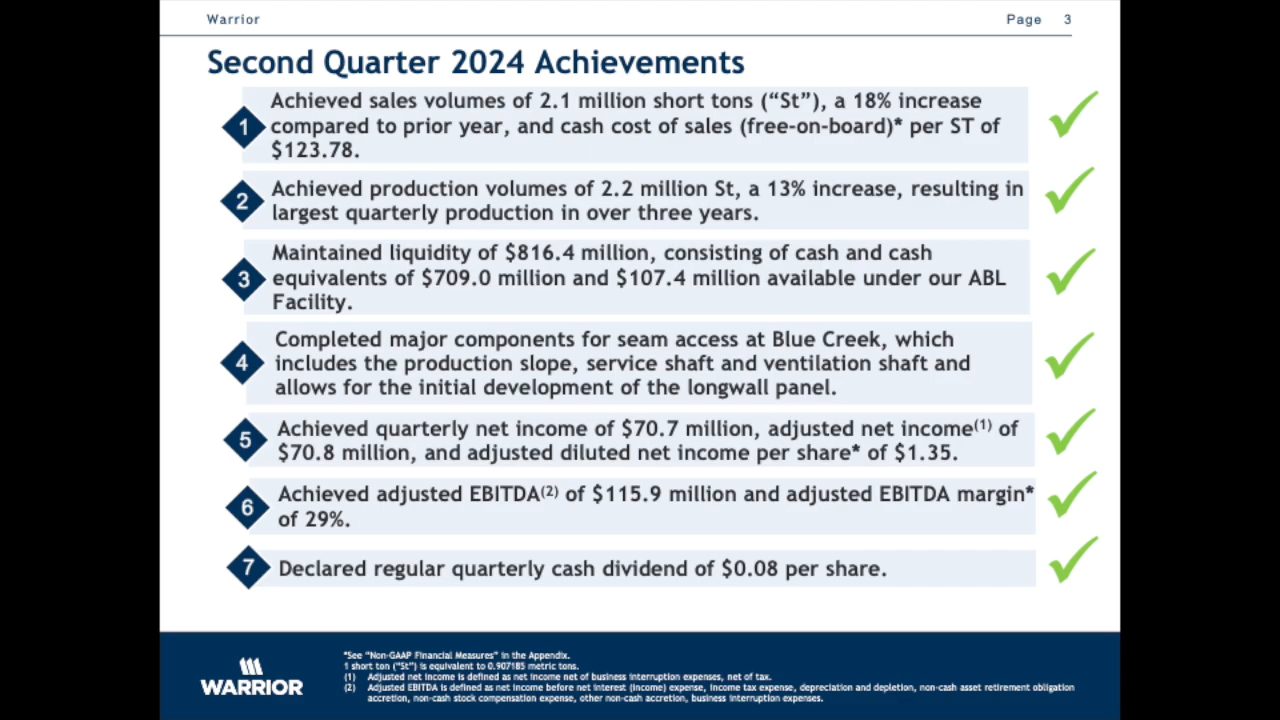 Warrior
Page 3
Second Quarter 2024 Achievements
1
Achieved sales volumes of 2.1 million short tons (“St”), a 18% increase
compared to prior year, and cash cost of sales (free-on-board)* per ST of
$123.78.
2
Achieved production volumes of 2.2 million St, a 13% increase, resulting in
largest quarterly production in over three years.
3
Maintained liquidity of $816.4 million, consisting of cash and cash
equivalents of $709.0 million and $107.4 million available under our ABL
Facility.
4
Completed major components for seam access at Blue Creek, which
includes the production slope, service shaft and ventilation shaft and
allows for the initial development of the longwall panel.
5
Achieved quarterly net income of $70.7 million, adjusted net income(1) of
$70.8 million, and adjusted diluted net income per share* of $1.35.
6
Achieved adjusted EBITDA(2) of $115.9 million and adjusted EBITDA margin*
of 29%.
7
Declared regular quarterly cash dividend of $0.08 per share.
WARRIOR
*See “Non-GAAP Financial Measures” in the Appendix.
1 short ton (“St”) is equivalent to 0.907185 metric tons.
(1) Adjusted net income is defined as net income net of business interruption expenses, net of tax.
(2) Adjusted EBITDA is defined as net income before net interest (income) expense, income tax expense, depreciation and depletion, non-cash asset retirement obligation
accretion, non-cash stock compensation expense, other non-cash accretion, business interruption expenses.